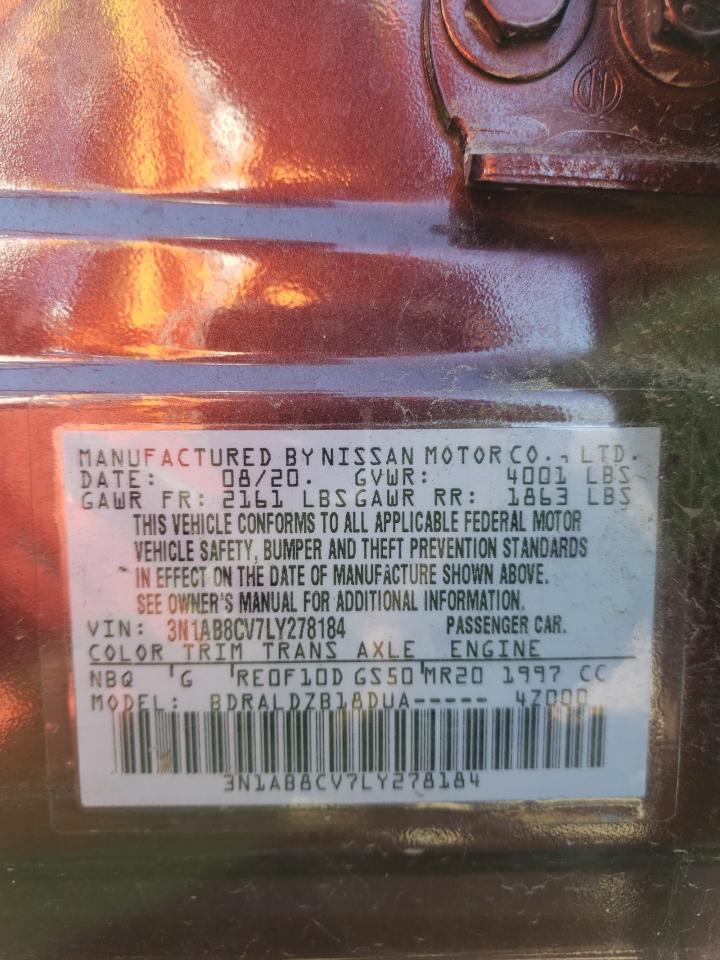 MANUFACTURED BY NISSAN MOTOR CO., LTD.
DATE: 08/20. GVWR: 4001 LBS
GAWR FR: 2161 LBS GAWR RR: 1863 LBS
THIS VEHICLE CONFORMS TO ALL APPLICABLE FEDERAL MOTOR
VEHICLE SAFETY, BUMPER AND THEFT PREVENTION STANDARDS
IN EFFECT ON THE DATE OF MANUFACTURE SHOWN ABOVE.
SEE OWNER'S MANUAL FOR ADDITIONAL INFORMATION.
VIN: 3N1AB8CV7LY278184 PASSENGER CAR.
COLOR TRIM TRANS AXLE ENGINE
NBQ G RE0F10D GS50 MR20 1997 CC
MODEL: BDRALDZB18DUA----- 4Z000
3N1AB8CV7LY278184